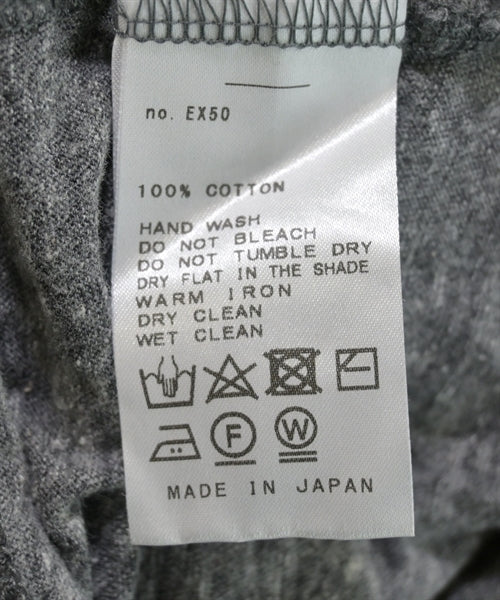 no. EX50
100% COTTON
HAND WASH
DO NOT BLEACH
DO NOT TUMBLE DRY
DRY FLAT IN THE SHADE
WARM IRON
DRY CLEAN
WET CLEAN
F W
MADE IN JAPAN